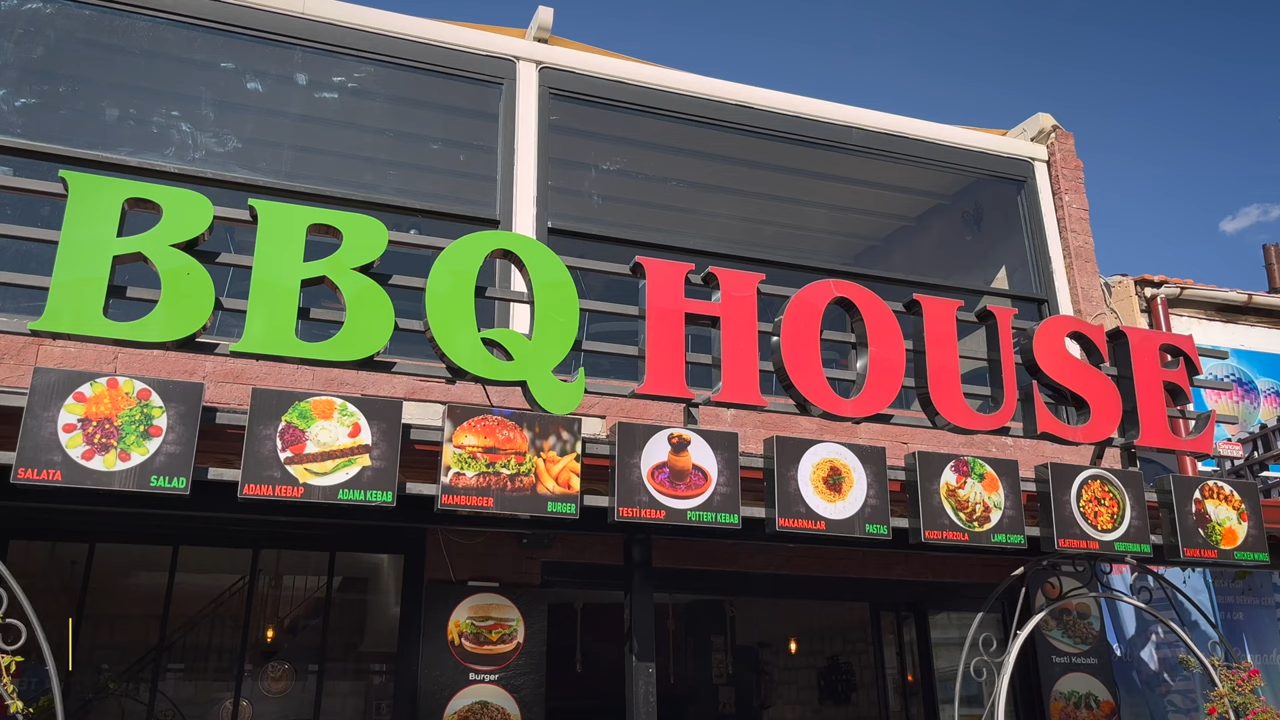 BBQ HOUSE
SALATA SALAD
ADANA KEBAP ADANA KEBAB
HAMBURGER BURGER
TESTİ KEBAP POTTERY KEBAB
MAKARNALAR PASTAS
KUZU PİRZOLA LAMB CHOPS
VEJETERYAN TAVA VEGETERIAN PAN
TAVUK KANAT CHICKEN WINGS
Burger
Testi Kebabı